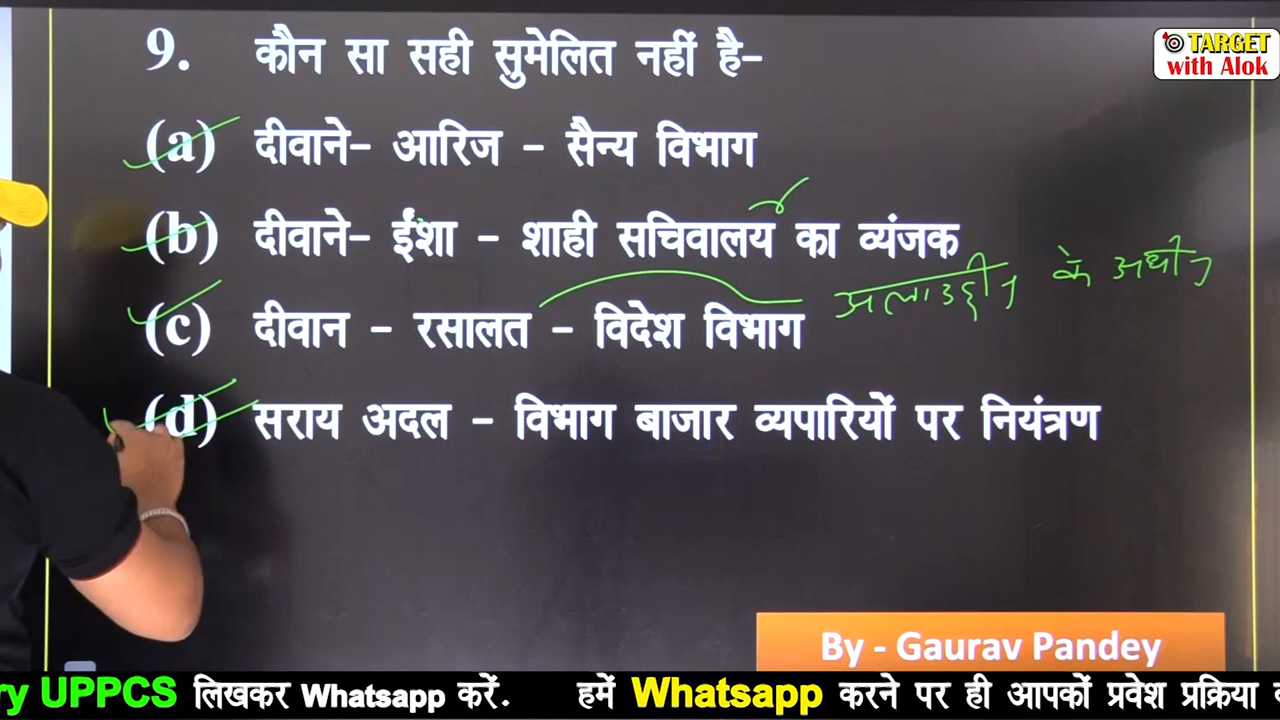 TARGET
with Alok
9. कौन सा सही सुमेलित नहीं है-
(a) दीवाने- आरिज - सैन्य विभाग
(b) दीवाने- ईंशा - शाही सचिवालय का व्यंजक
अलाउद्दीन के अधीन
(c) दीवान - रसालत - विदेश विभाग
(d) सराय अदल - विभाग बाजार व्यपारियों पर नियंत्रण
By - Gaurav Pandey
ry UPPCS लिखकर Whatsapp करें. हमें Whatsapp करने पर ही आपकों प्रवेश प्रक्रिया